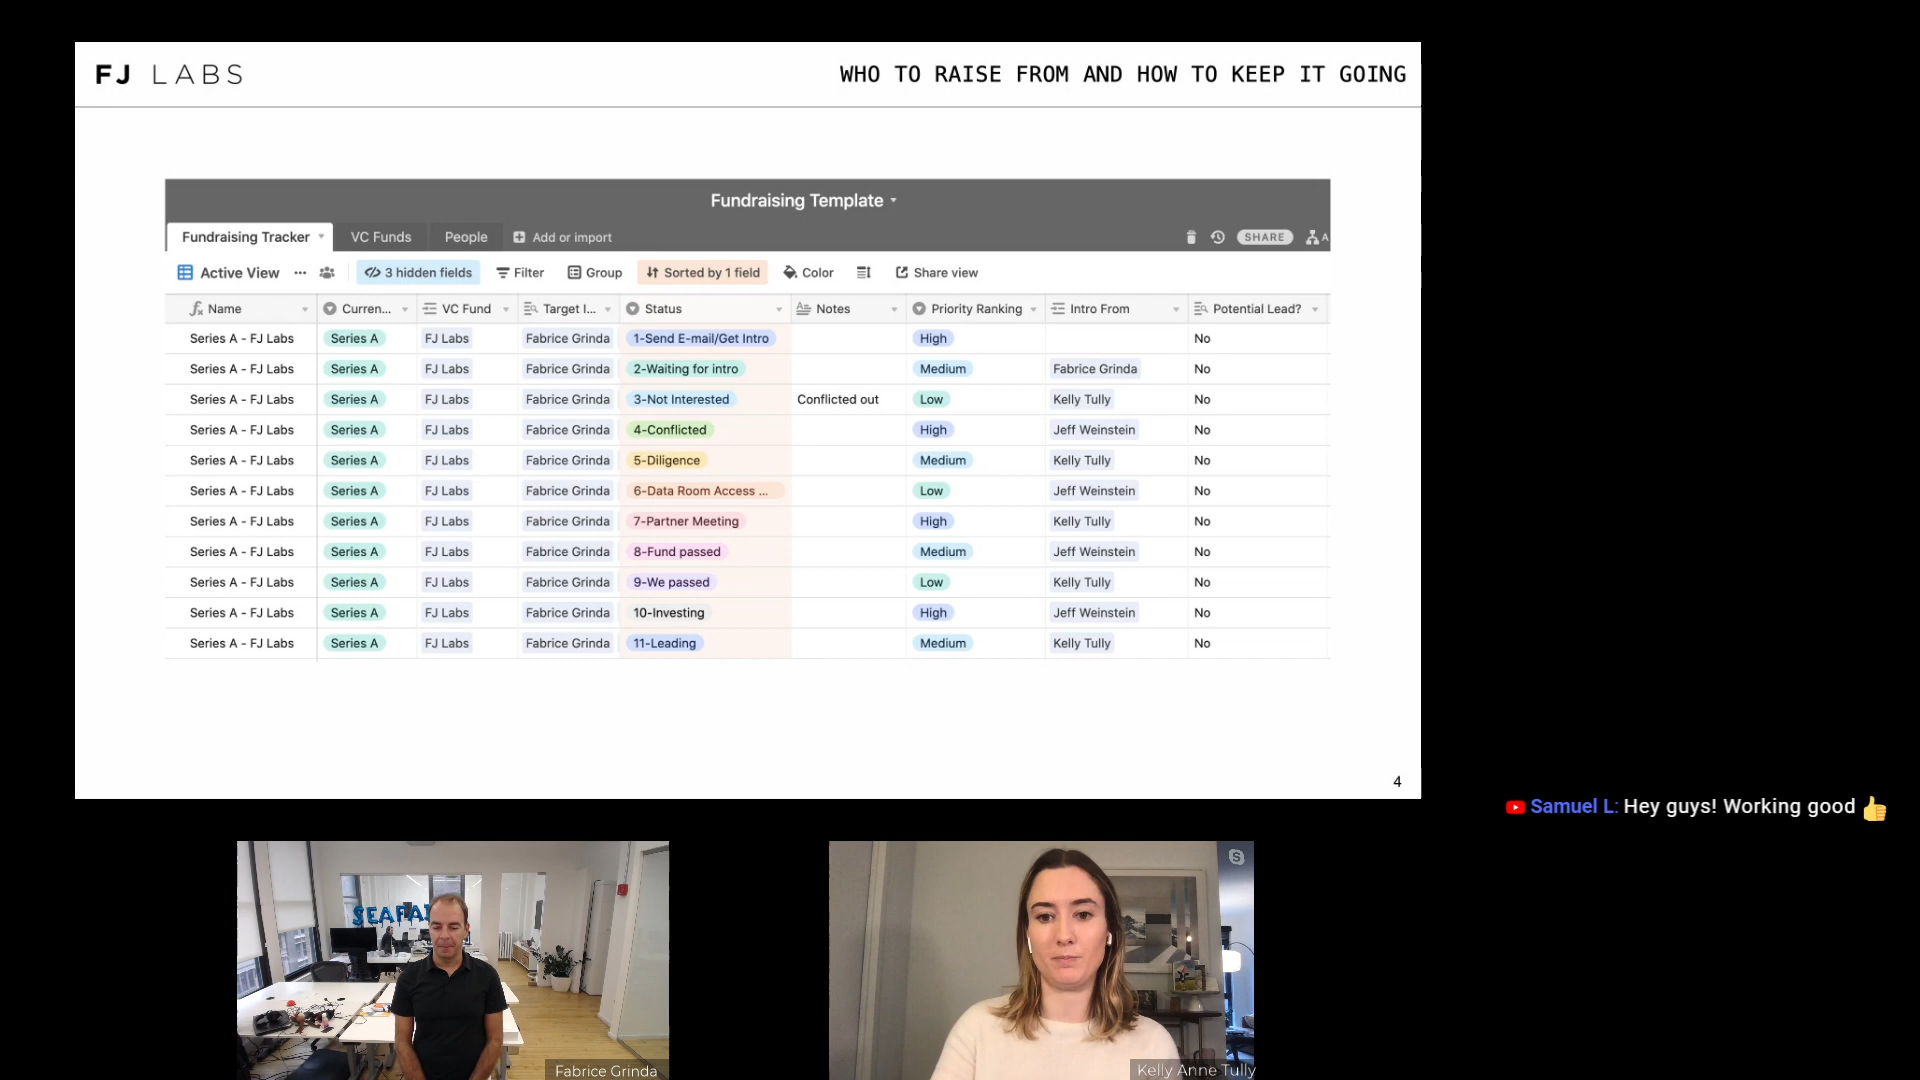 FJ LABS
WHO TO RAISE FROM AND HOW TO KEEP IT GOING
Fundraising Template
Fundraising Tracker VC Funds People Add or import SHARE A
Active View ... 3 hidden fields Filter Group Sorted by 1 field Color Share view
Name Curren... VC Fund Target I... Status Notes Priority Ranking Intro From Potential Lead?
Series A - FJ Labs Series A FJ Labs Fabrice Grinda 1-Send E-mail/Get Intro High No
Series A - FJ Labs Series A FJ Labs Fabrice Grinda 2-Waiting for intro Medium Fabrice Grinda No
Series A - FJ Labs Series A FJ Labs Fabrice Grinda 3-Not Interested Conflicted out Low Kelly Tully No
Series A - FJ Labs Series A FJ Labs Fabrice Grinda 4-Conflicted High Jeff Weinstein No
Series A - FJ Labs Series A FJ Labs Fabrice Grinda 5-Diligence Medium Kelly Tully No
Series A - FJ Labs Series A FJ Labs Fabrice Grinda 6-Data Room Access ... Low Jeff Weinstein No
Series A - FJ Labs Series A FJ Labs Fabrice Grinda 7-Partner Meeting High Kelly Tully No
Series A - FJ Labs Series A FJ Labs Fabrice Grinda 8-Fund passed Medium Jeff Weinstein No
Series A - FJ Labs Series A FJ Labs Fabrice Grinda 9-We passed Low Kelly Tully No
Series A - FJ Labs Series A FJ Labs Fabrice Grinda 10-Investing High Jeff Weinstein No
Series A - FJ Labs Series A FJ Labs Fabrice Grinda 11-Leading Medium Kelly Tully No
4
Samuel L: Hey guys! Working good 👍
SEAFA
Fabrice Grinda
Kelly Anne Tully